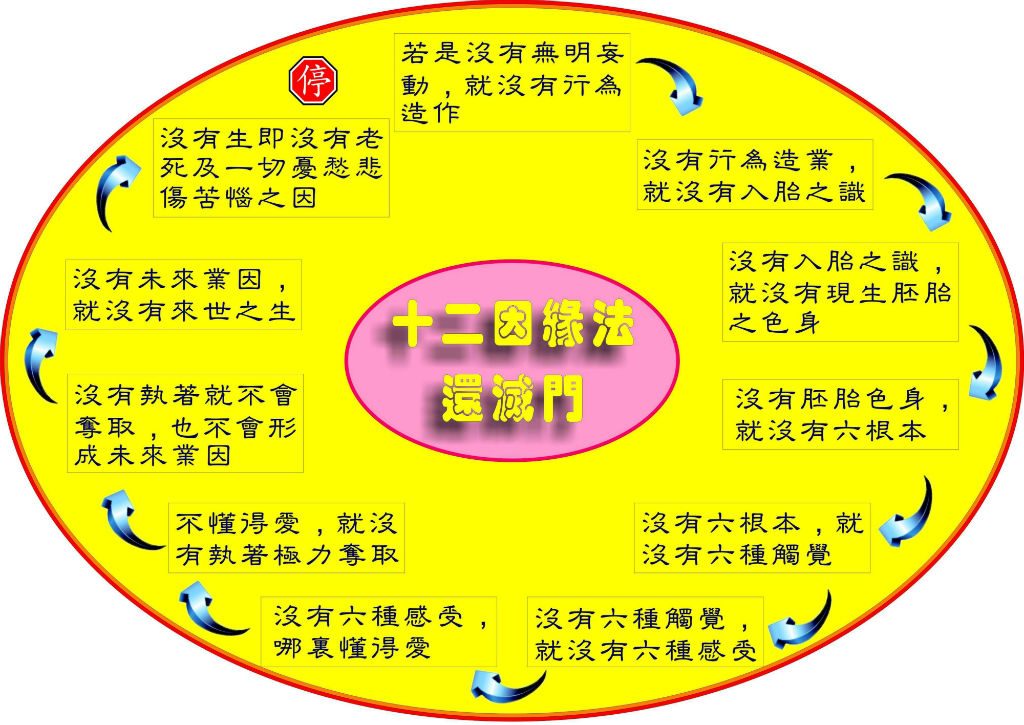 十二因緣法
還滅門
若是沒有無明妄
動，就沒有行為
造作
沒有行為造業，
就沒有入胎之識
沒有入胎之識，
就沒有現生胚胎
之色身
沒有胚胎色身，
就沒有六根本
沒有六根本，就
沒有六種觸覺
沒有六種觸覺，
就沒有六種感受
沒有六種感受，
哪裏懂得愛
不懂得愛，就沒
有執著極力奪取
沒有執著就不會
奪取，也不會形
成未來業因
沒有未來業因，
就沒有來世之生
沒有生即沒有老
死及一切憂愁悲
傷苦惱之因
停